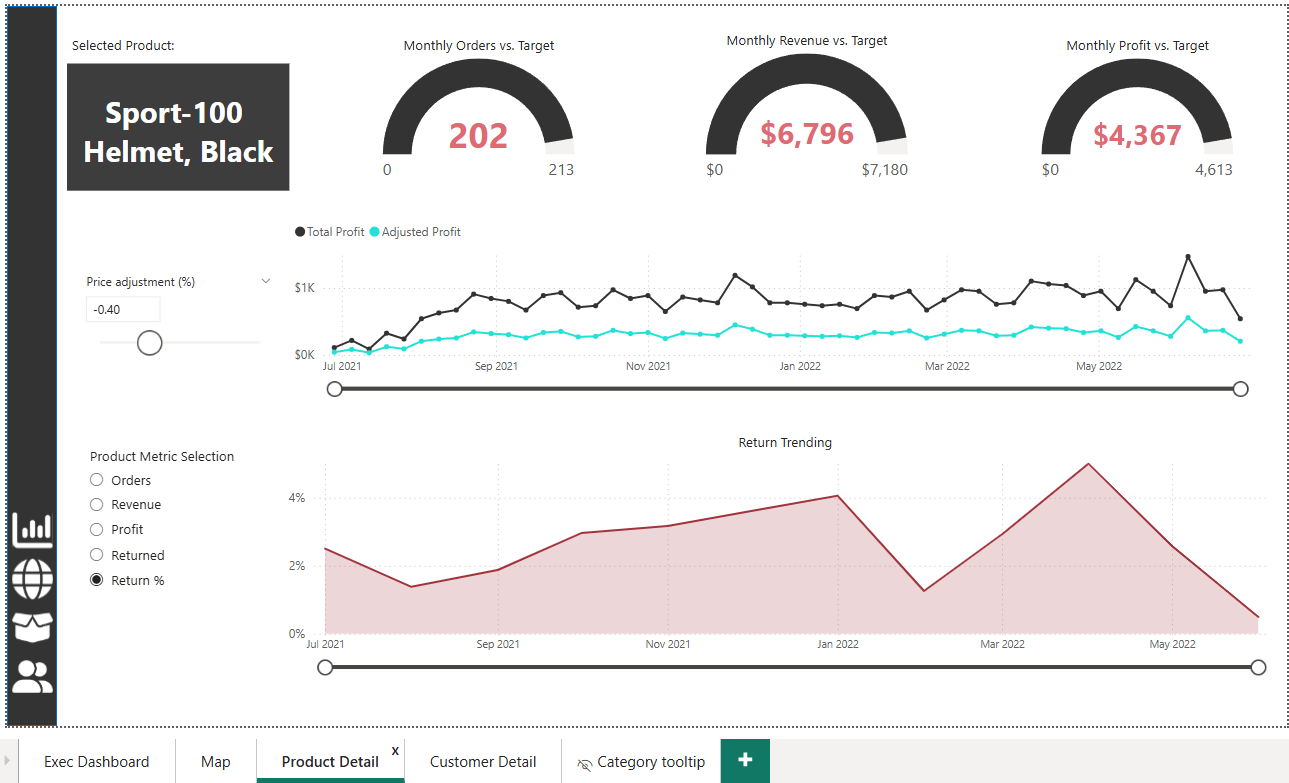 Selected Product:
Sport-100
Helmet, Black
Monthly Orders vs. Target
202
0
213
Monthly Revenue vs. Target
$6,796
$0
$7,180
Monthly Profit vs. Target
$4,367
$0
4,613
Total Profit
Adjusted Profit
Price adjustment (%)
-0.40
$1K
$0K
Jul 2021
Sep 2021
Nov 2021
Jan 2022
Mar 2022
May 2022
Product Metric Selection
Orders
Revenue
Profit
Returned
Return %
Return Trending
4%
2%
0%
Jul 2021
Sep 2021
Nov 2021
Jan 2022
Mar 2022
May 2022
Exec Dashboard
Map
Product Detail
x
Customer Detail
Category tooltip
+